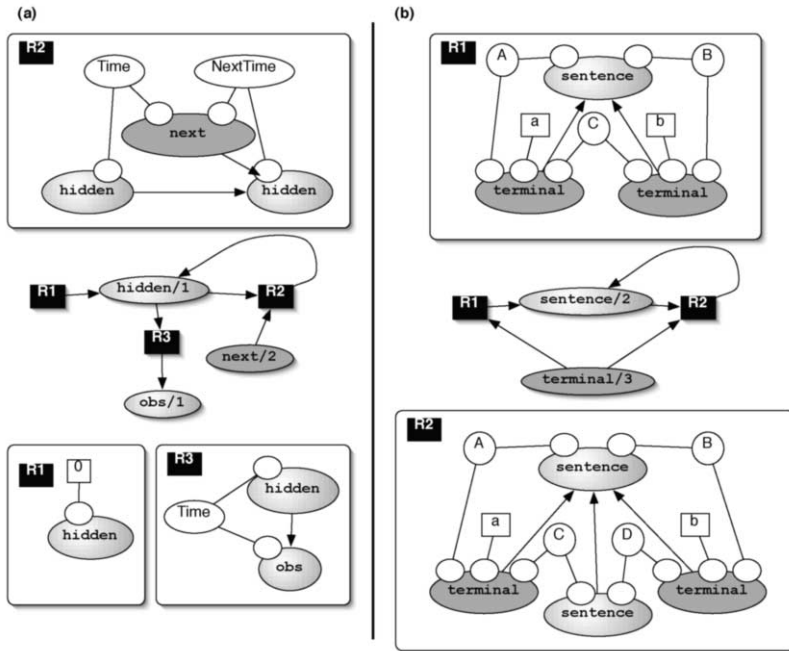 (a)
R2
Time
NextTime
next
hidden
hidden
R1
hidden/1
R2
R3
next/2
obs/1
R1
0
hidden
R3
hidden
Time
obs
(b)
R1
A
B
sentence
a
C
b
terminal
terminal
R1
sentence/2
R2
terminal/3
R2
A
B
sentence
a
C
D
b
terminal
terminal
sentence